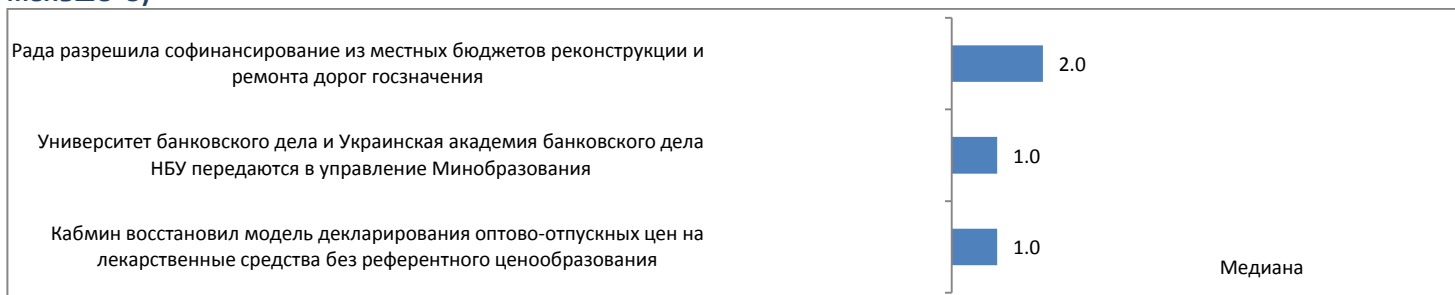 Рада разрешила софинансирование из местных бюджетов реконструкции и
ремонта дорог госзначения
2.0
Университет банковского дела и Украинская академия банковского дела
НБУ передаются в управление Минобразования
1.0
Кабмин восстановил модель декларирования оптово-отпускных цен на
лекарственные средства без референтного ценообразования
1.0
Медиана